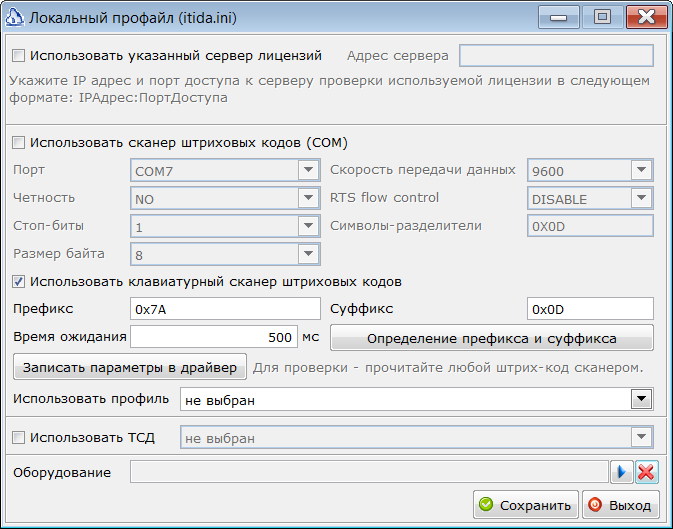 Локальный профайл (itida.ini)
Использовать указанный сервер лицензий Адрес сервера
Укажите IP адрес и порт доступа к серверу проверки используемой лицензии в следующем
формате: IPАдрес:ПортДоступа
Использовать сканер штриховых кодов (COM)
Порт COM7 Скорость передачи данных 9600
Четность NO RTS flow control DISABLE
Стоп-биты 1 Символы-разделители 0X0D
Размер байта 8
Использовать клавиатурный сканер штриховых кодов
Префикс 0x7A Суффикс 0x0D
Время ожидания 500 мс Определение префикса и суффикса
Записать параметры в драйвер Для проверки - прочитайте любой штрих-код сканером.
Использовать профиль не выбран
Использовать ТСД не выбран
Оборудование
Сохранить Выход